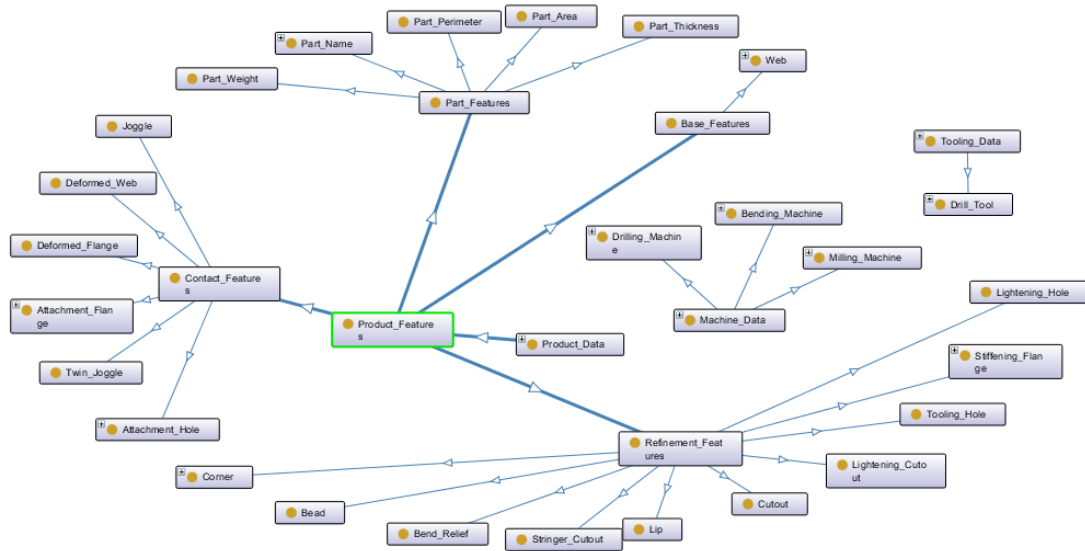 Part_Perimeter
Part_Area
Part_Thickness
Part_Name
Web
Part_Weight
Part_Features
Base_Features
Joggle
Tooling_Data
Deformed_Web
Drill_Tool
Bending_Machine
Drilling_Machin
e
Deformed_Flange
Milling_Machine
Contact_Feature
s
Lightening_Hole
Attachment_Flan
ge
Machine_Data
Product_Feature
s
Product_Data
Stiffening_Flan
ge
Twin_Joggle
Tooling_Hole
Attachment_Hole
Refinement_Feat
ures
Corner
Lightening_Cuto
ut
Cutout
Bead
Bend_Relief
Stringer_Cutout
Lip